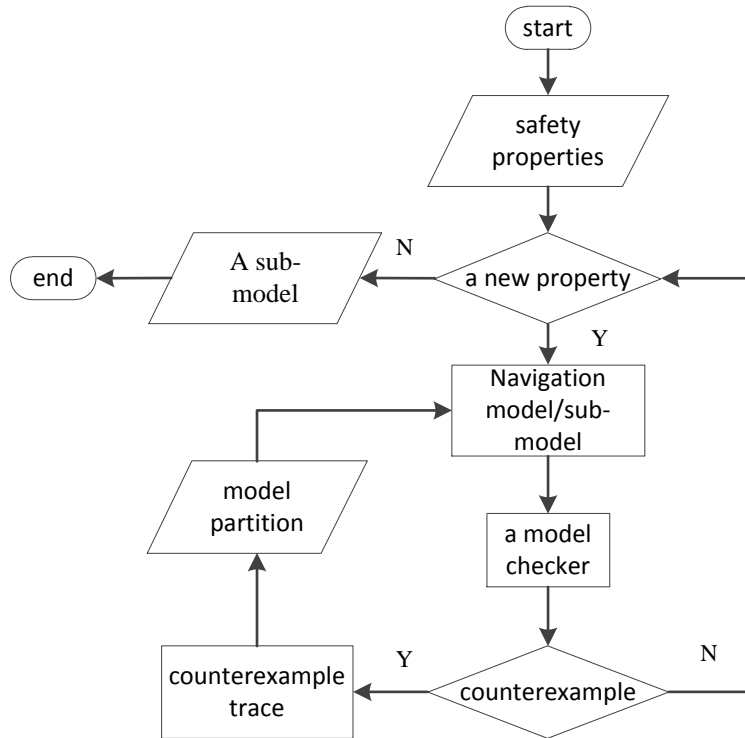 start
safety
properties
N
A sub-
model
end
a new property
Y
Navigation
model/sub-
model
model
partition
a model
checker
Y
N
counterexample
trace
counterexample